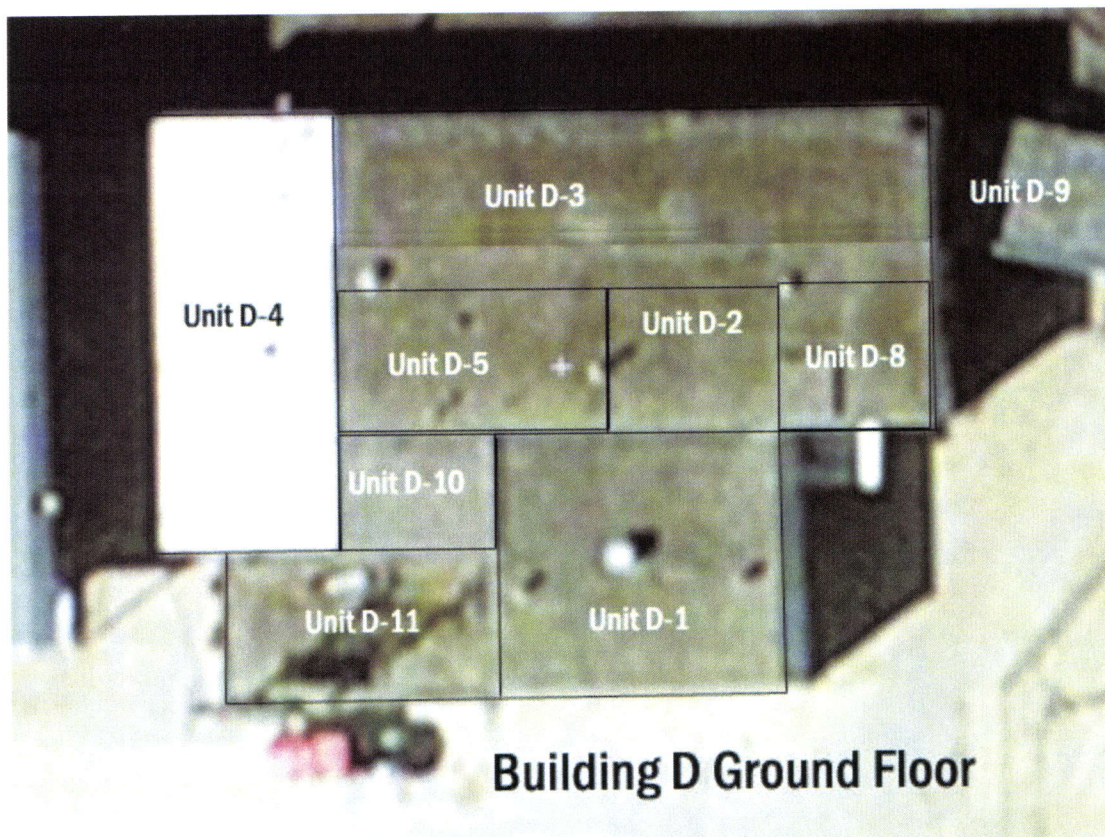 Unit D-3
Unit D-9
Unit D-4
Unit D-2
Unit D-5
Unit D-8
Unit D-10
Unit D-11
Unit D-1
Building D Ground Floor